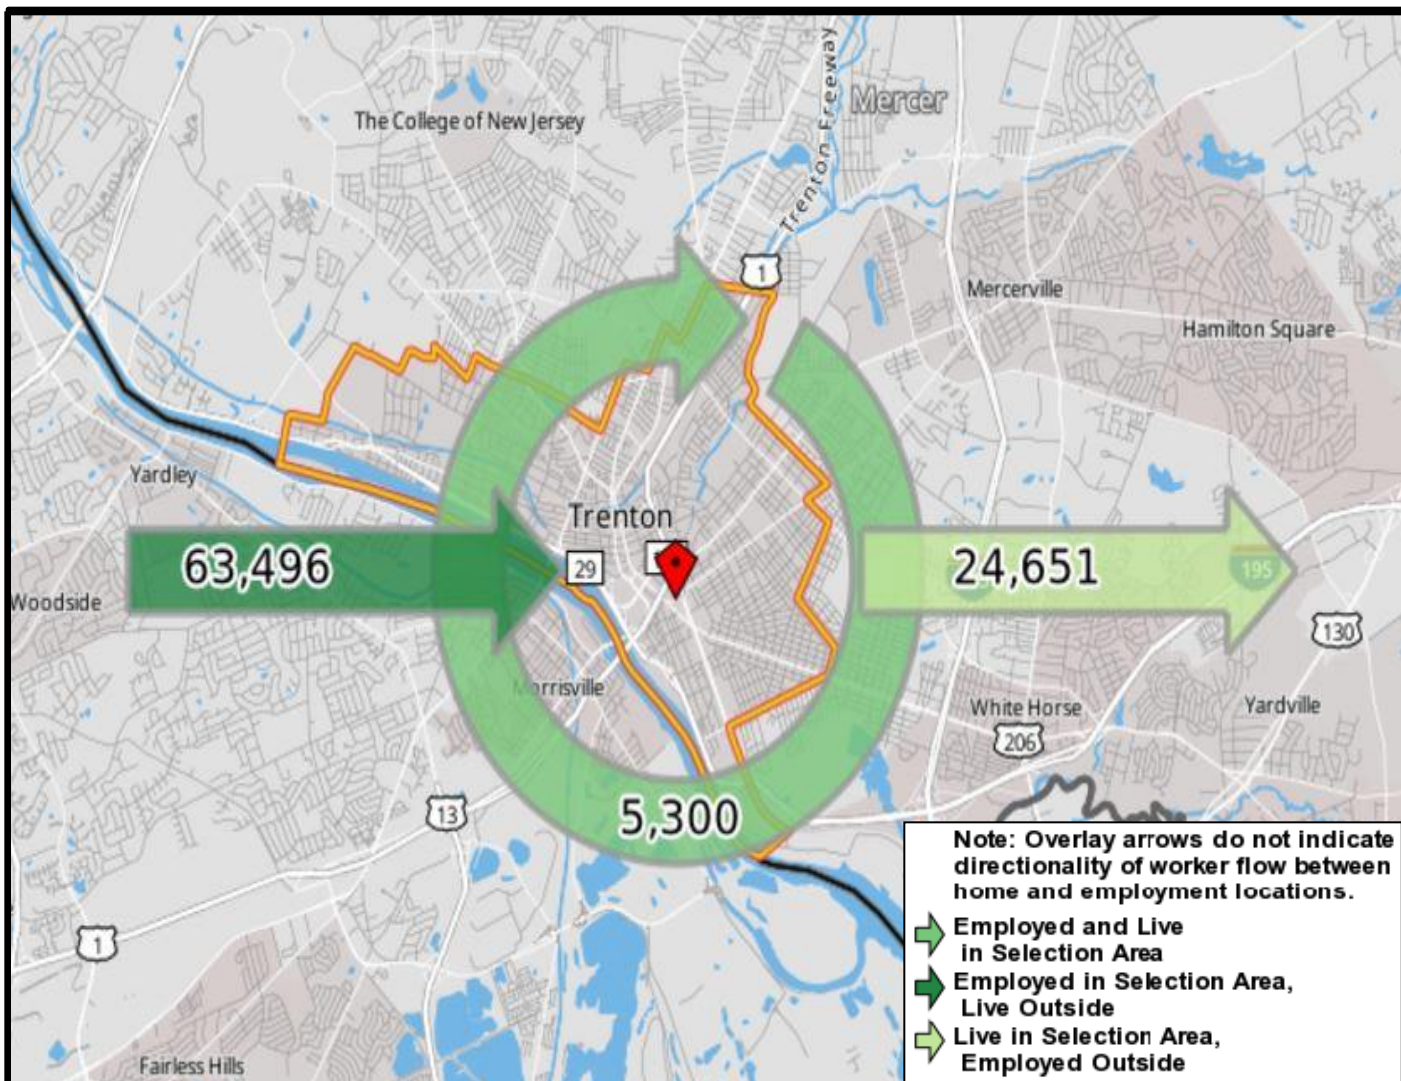 Mercer
The College of New Jersey
Trenton Freeway
1
Mercerville
Hamilton Square
Yardley
Trenton
63,496
29
24,651
195
Woodside
130
Morrisville
White Horse
Yardville
206
13
5,300
1
Fairless Hills
Note: Overlay arrows do not indicate
directionality of worker flow between
home and employment locations.
Employed and Live
in Selection Area
Employed in Selection Area,
Live Outside
Live in Selection Area,
Employed Outside